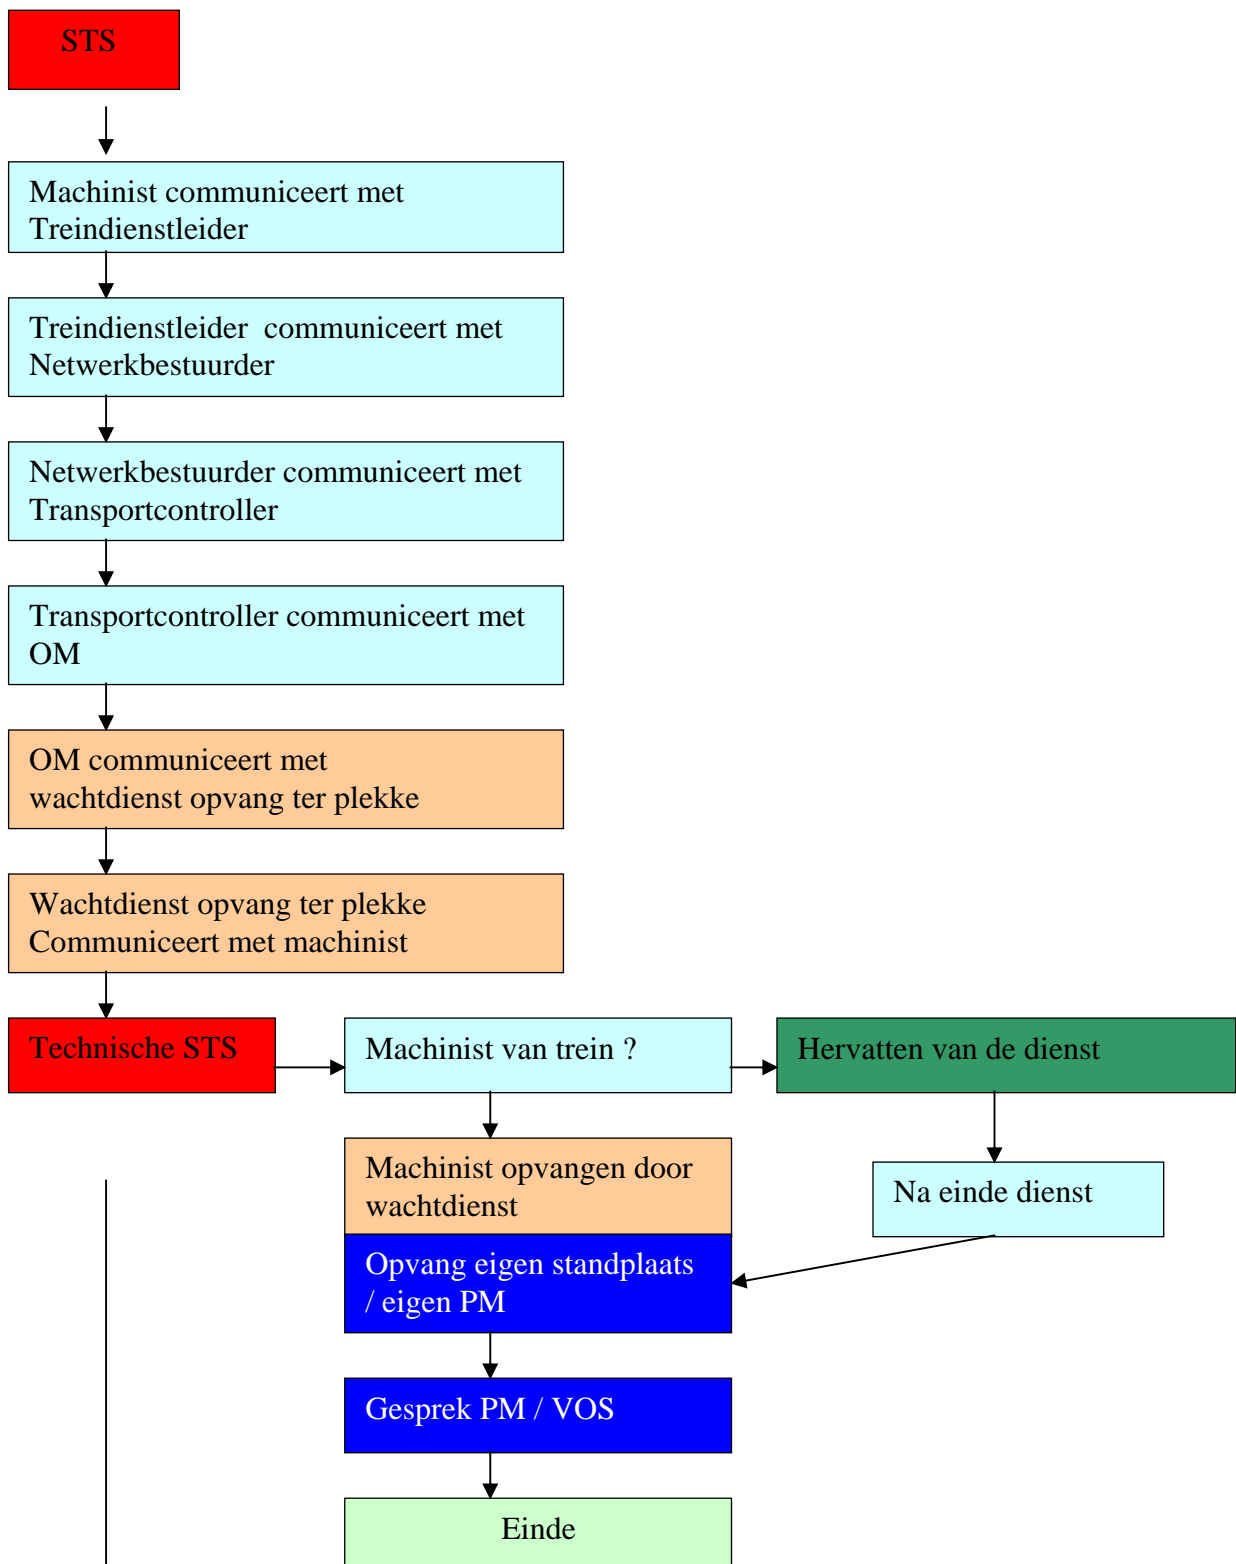 STS
Machinist communiceert met
Treindienstleider
Treindienstleider communiceert met
Netwerkbestuurder
Netwerkbestuurder communiceert met
Transportcontroller
Transportcontroller communiceert met
OM
OM communiceert met
wachtdienst opvang ter plekke
Wachtdienst opvang ter plekke
Communiceert met machinist
Technische STS
Machinist van trein ?
Hervatten van de dienst
Machinist opvangen door
wachtdienst
Na einde dienst
Opvang eigen standplaats
/ eigen PM
Gesprek PM / VOS
Einde